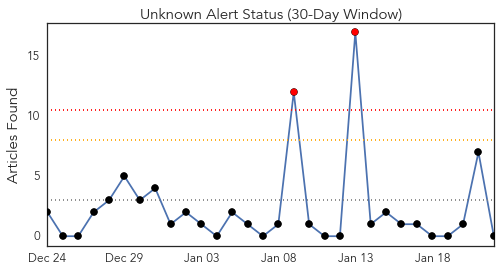 Unknown Alert Status (30-Day Window)
Articles Found
15
10
5
0
Dec 24 Dec 29 Jan 03 Jan 08 Jan 13 Jan 18